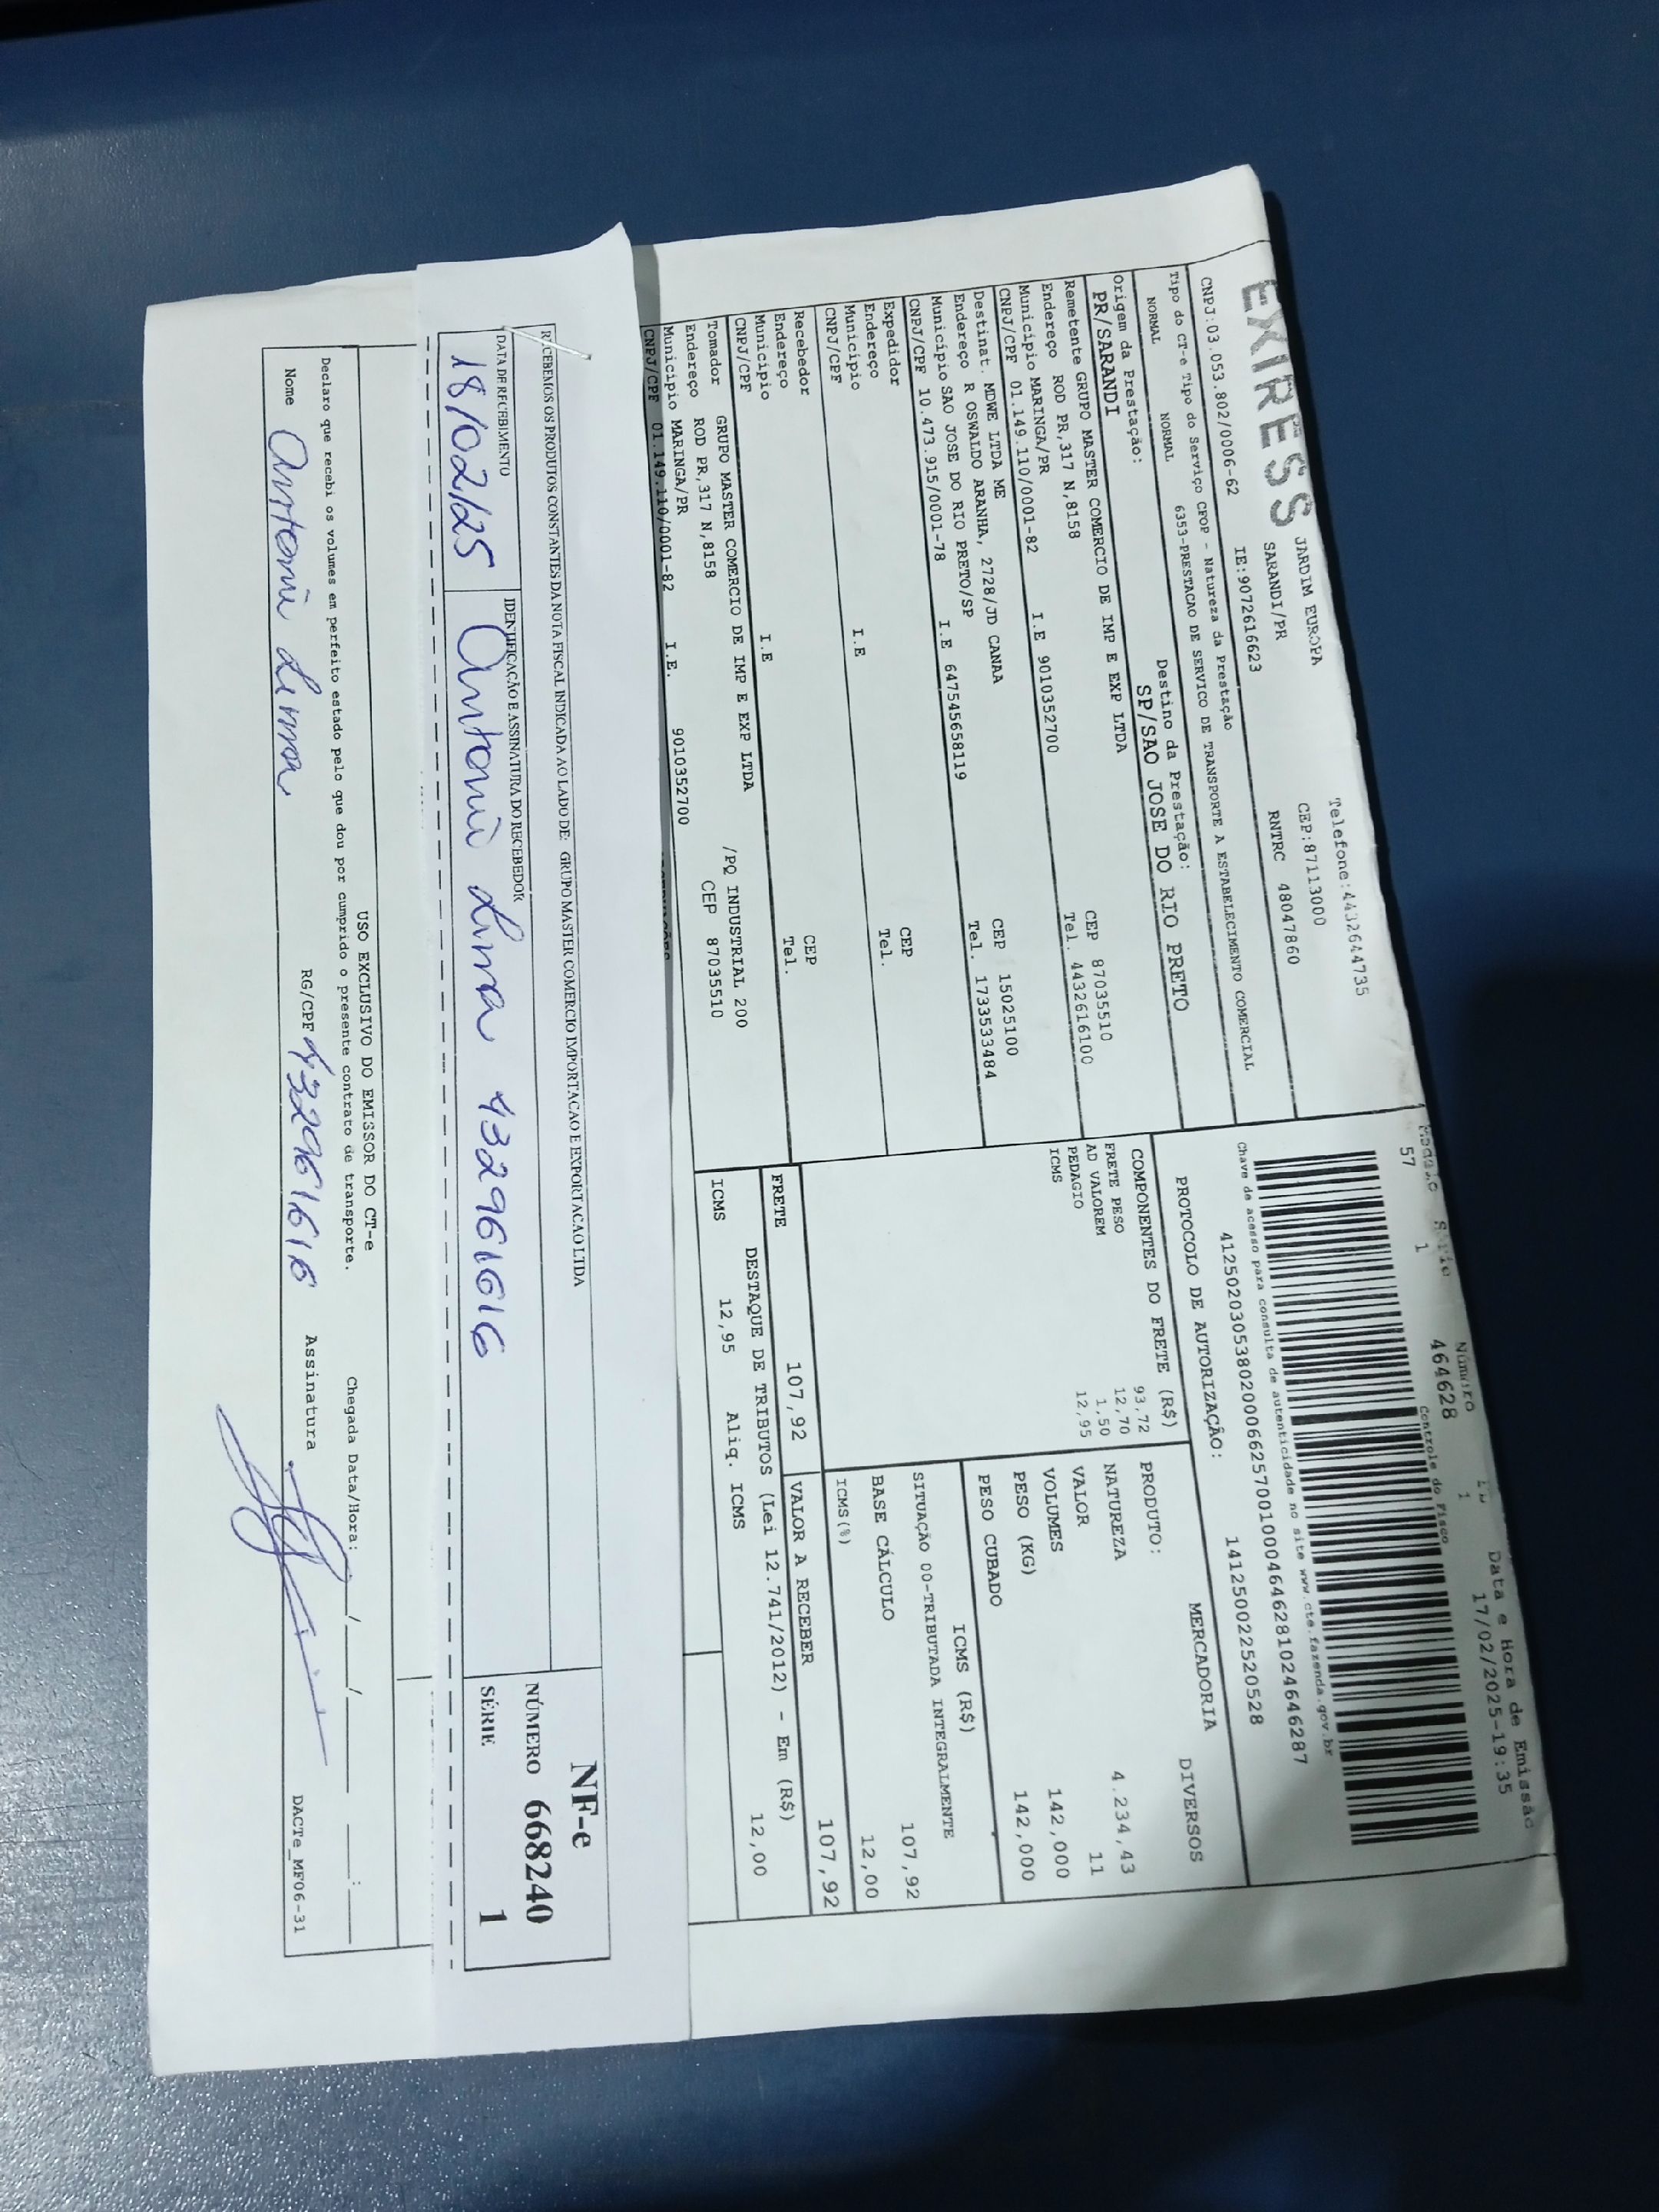 EXPRESS
JARDIM EUROPA
SARANDI/PR
Telefone:4432644735
CEP:87113000
CNPJ:03.053.802/0006-62 IE:9072616623 RNTRC 48047860
Tipo do CT-e Tipo do Serviço CFOP - Natureza da Prestação
NORMAL NORMAL 6353-PRESTACAO DE SERVICO DE TRANSPORTE A ESTABELECIMENTO COMERCIAL
Origem da Prestação: Destino da Prestação:
PR/SARANDI SP/SAO JOSE DO RIO PRETO
Remetente GRUPO MASTER COMERCIO DE IMP E EXP LTDA
Endereço ROD PR,317 N,8158 CEP 87035510
Município MARINGA/PR Tel. 4432616100
CNPJ/CPF 01.149.110/0001-82 I.E 9010352700
Destinat. MDWE LTDA ME
Endereço R OSWALDO ARANHA, 2728/JD CANAA CEP 15025100
Município SAO JOSE DO RIO PRETO/SP Tel. 1733533484
CNPJ/CPF 10.473.915/0001-78 I.E 647545658119
Expedidor
Endereço CEP
Município Tel.
CNPJ/CPF I.E
Recebedor
Endereço CEP
Município Tel.
CNPJ/CPF I.E
Tomador GRUPO MASTER COMERCIO DE IMP E EXP LTDA
Endereço ROD PR,317 N,8158 /PQ INDUSTRIAL 200
Município MARINGA/PR CEP 87035510
CNPJ/CPF 01.149.110/0001-82 I.E. 9010352700
Série Número Data e Hora de Emissão
57 1 464628 1 17/02/2025-19:35
Controle do Fisco
Chave de acesso para consulta de autenticidade no site www.cte.fazenda.gov.br
41250203053802000662570010004646281024646287
PROTOCOLO DE AUTORIZAÇÃO: 141250022520528
COMPONENTES DO FRETE (R$)
FRETE PESO 93,72
AD VALOREM 12,70
PEDAGIO 1,50
ICMS 12,95
MERCADORIA
PRODUTO: DIVERSOS
NATUREZA
VALOR 4.234,43
VOLUMES 11
PESO (KG) 142,000
PESO CUBADO 142,000
ICMS (R$)
SITUAÇÃO 00-TRIBUTADA INTEGRALMENTE
BASE CÁLCULO 107,92
ICMS(%) 12,00
FRETE 107,92 VALOR A RECEBER 107,92
DESTAQUE DE TRIBUTOS (Lei 12.741/2012) - Em (R$)
ICMS 12,95 Aliq. ICMS 12,00
RECEBEMOS OS PRODUTOS CONSTANTES DA NOTA FISCAL INDICADA AO LADO DE: GRUPO MASTER COMERCIO IMPORTACAO E EXPORTACAO LTDA
DATA DE RECEBIMENTO IDENTIFICAÇÃO E ASSINATURA DO RECEBEDOR
18/02/25 Antoni Lima 432961616
NF-e
NÚMERO 668240
SÉRIE 1
USO EXCLUSIVO DO EMISSOR DO CT-e
Declaro que recebi os volumes em perfeito estado pelo que dou por cumprido o presente contrato de transporte. Chegada Data/Hora: __/__/____ __:__
Nome Antoni Lima RG/CPF 432961616 Assinatura
DACTe_MF06-31